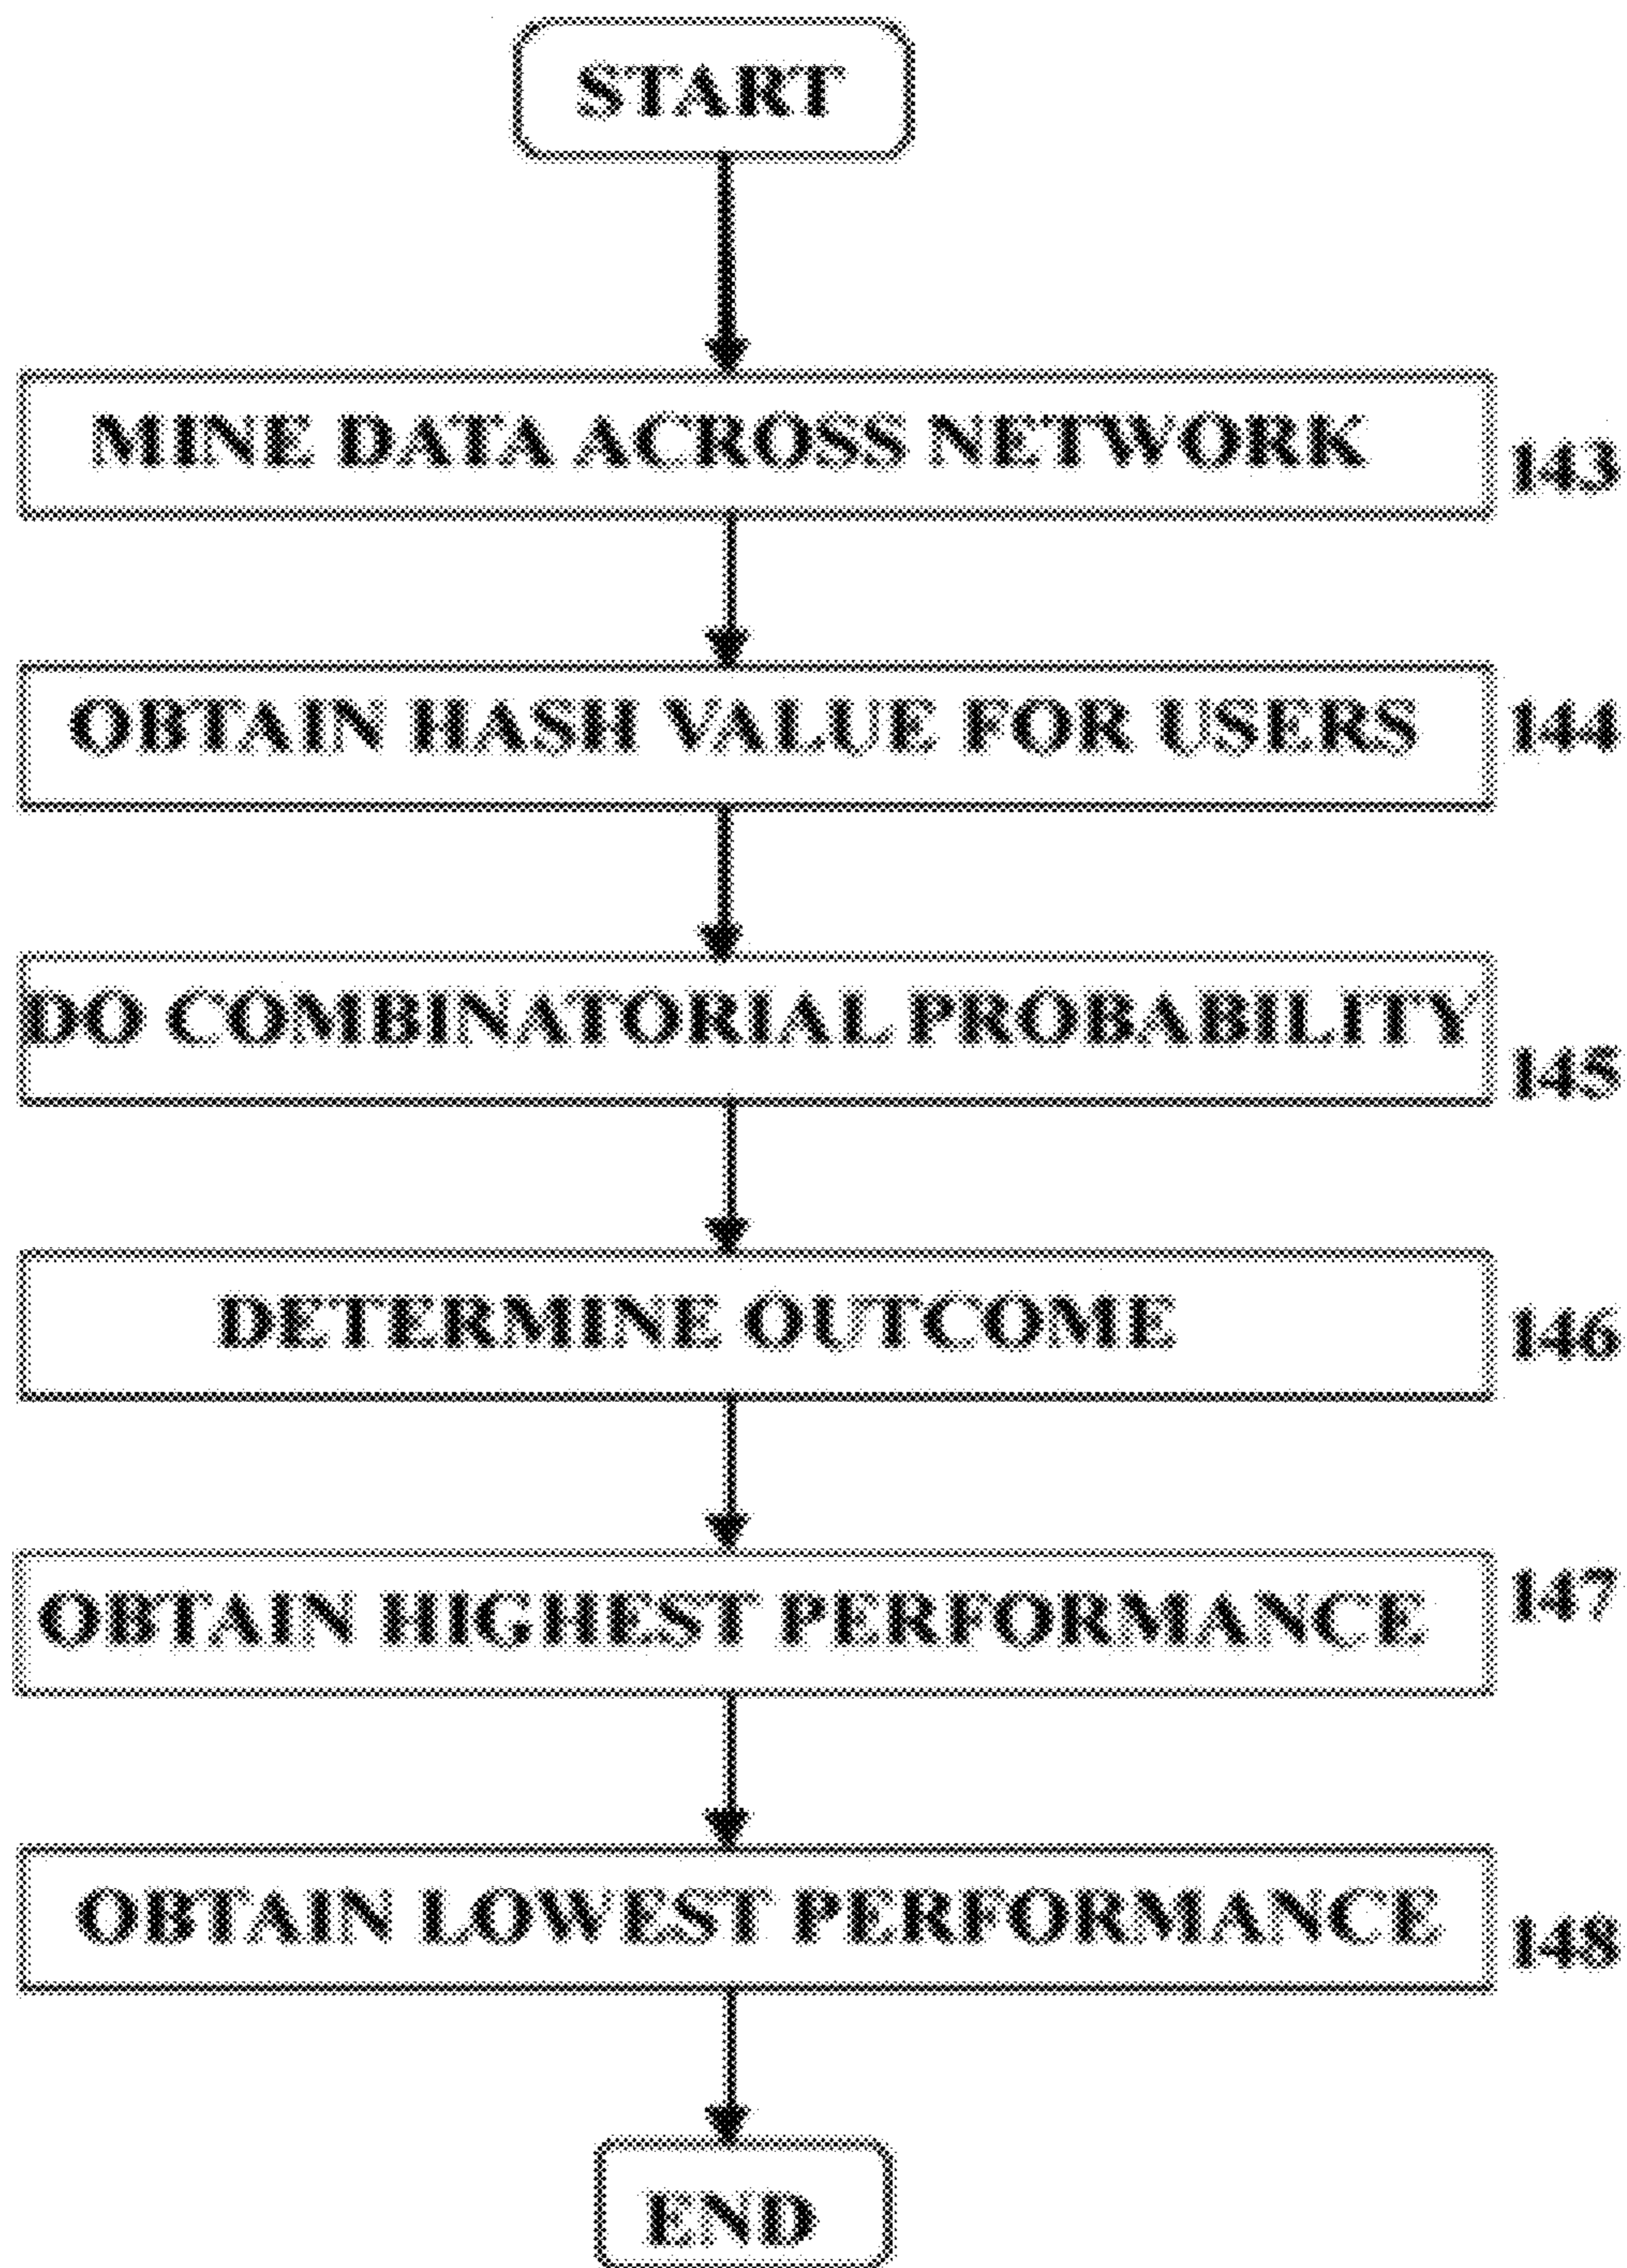 START
MINE DATA ACROSS NETWORK
143
OBTAIN HASH VALUE FOR USERS
144
DO COMBINATORIAL PROBABILITY
145
DETERMINE OUTCOME
146
OBTAIN HIGHEST PERFORMANCE
147
OBTAIN LOWEST PERFORMANCE
148
END